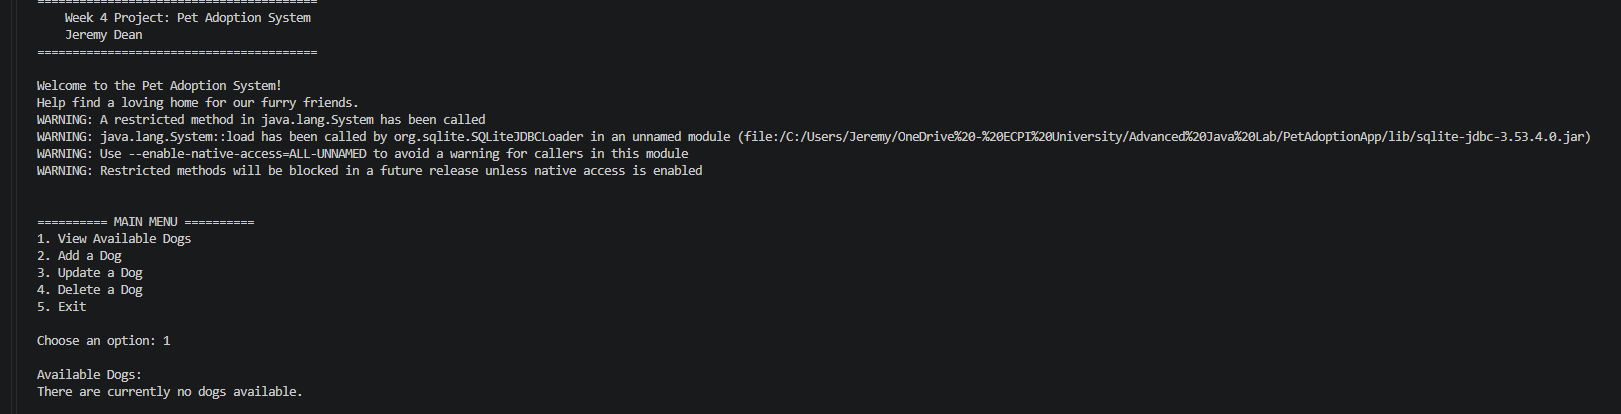 ========================================
Week 4 Project: Pet Adoption System
Jeremy Dean
========================================
Welcome to the Pet Adoption System!
Help find a loving home for our furry friends.
WARNING: A restricted method in java.lang.System has been called
WARNING: java.lang.System::load has been called by org.sqlite.SQLiteJDBCLoader in an unnamed module (file:/C:/Users/Jeremy/OneDrive%20-%20ECPI%20University/Advanced%20Java%20Lab/PetAdoptionApp/lib/sqlite-jdbc-3.53.4.0.jar)
WARNING: Use --enable-native-access=ALL-UNNAMED to avoid a warning for callers in this module
WARNING: Restricted methods will be blocked in a future release unless native access is enabled
========== MAIN MENU ==========
1. View Available Dogs
2. Add a Dog
3. Update a Dog
4. Delete a Dog
5. Exit
Choose an option: 1
Available Dogs:
There are currently no dogs available.